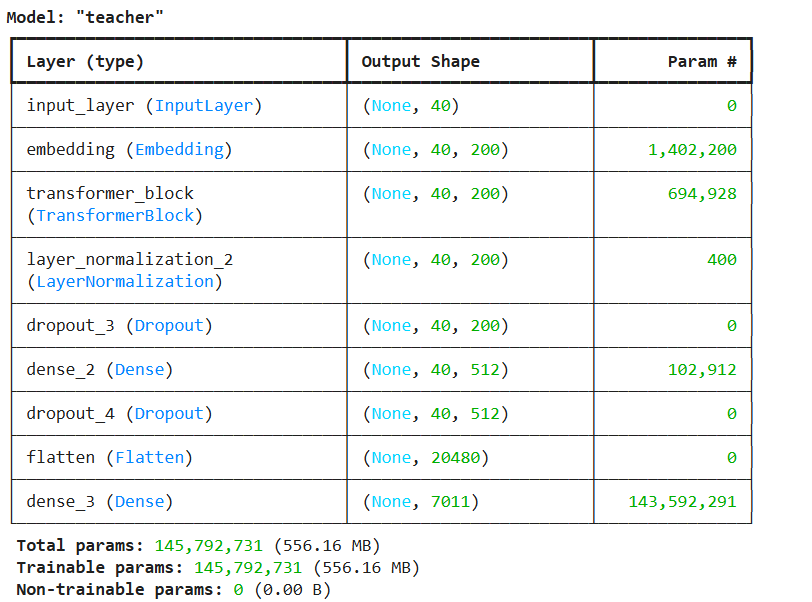 Model: "teacher"
Layer (type) Output Shape Param #
input_layer (InputLayer) (None, 40) 0
embedding (Embedding) (None, 40, 200) 1,402,200
transformer_block (None, 40, 200) 694,928
(TransformerBlock)
layer_normalization_2 (None, 40, 200) 400
(LayerNormalization)
dropout_3 (Dropout) (None, 40, 200) 0
dense_2 (Dense) (None, 40, 512) 102,912
dropout_4 (Dropout) (None, 40, 512) 0
flatten (Flatten) (None, 20480) 0
dense_3 (Dense) (None, 7011) 143,592,291
Total params: 145,792,731 (556.16 MB)
Trainable params: 145,792,731 (556.16 MB)
Non-trainable params: 0 (0.00 B)